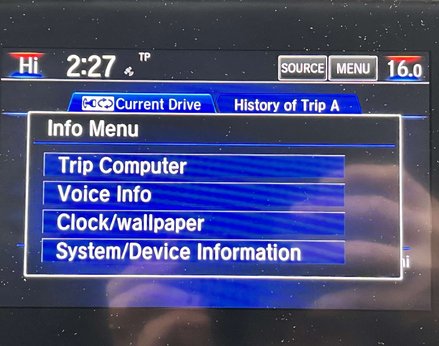 Hi 2:27 TP SOURCE MENU 16.0
Current Drive History of Trip A
Info Menu
Trip Computer
Voice Info
Clock/wallpaper
System/Device Information